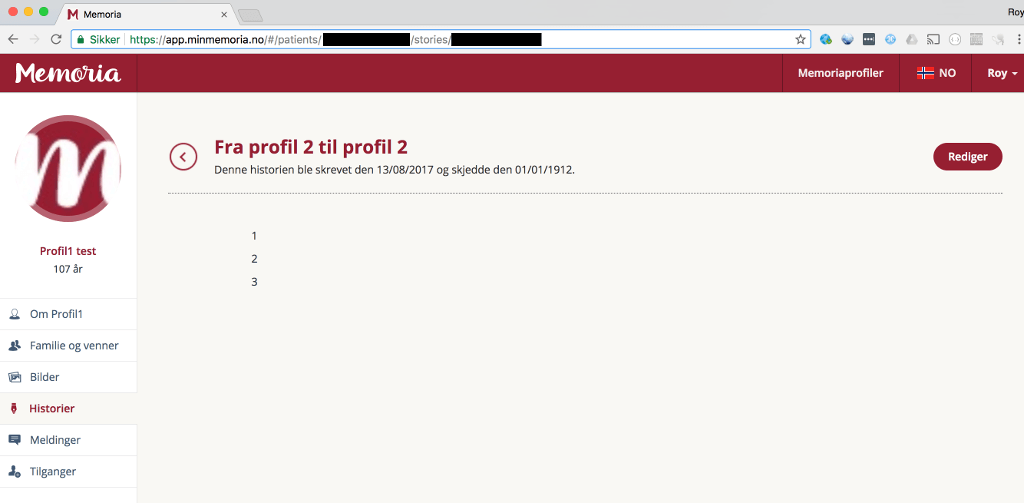 Memoria
Roy
Sikker https://app.minmemoria.no/#/patients/ /stories/
Memoria
Memoriaprofiler
NO
Roy
Fra profil 2 til profil 2
Denne historien ble skrevet den 13/08/2017 og skjedde den 01/01/1912.
Rediger
1
2
3
Profil1 test
107 år
Om Profil1
Familie og venner
Bilder
Historier
Meldinger
Tilganger